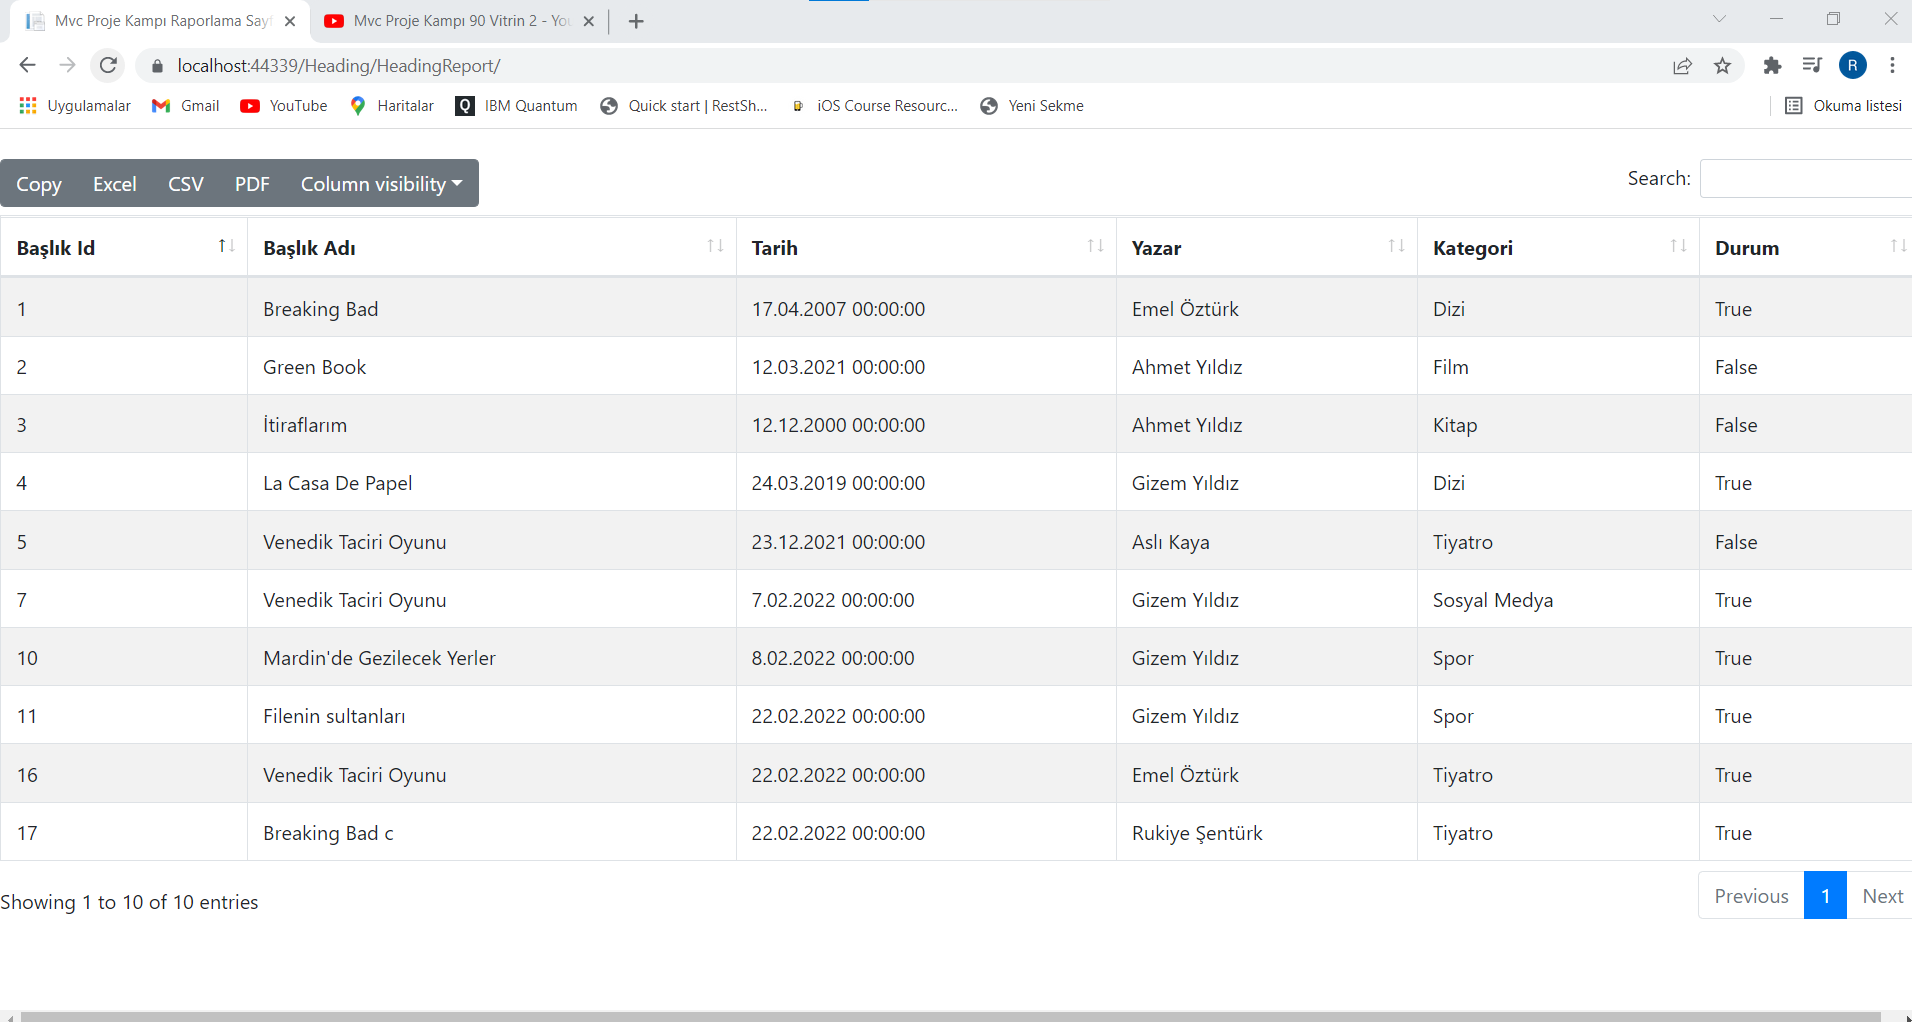 Mvc Proje Kampı Raporlama Sayf
Mvc Proje Kampı 90 Vitrin 2 - You
localhost:44339/Heading/HeadingReport/
R
Uygulamalar Gmail YouTube Haritalar IBM Quantum Quick start | RestSh... iOS Course Resourc... Yeni Sekme Okuma listesi
Copy Excel CSV PDF Column visibility Search:
Başlık Id Başlık Adı Tarih Yazar Kategori Durum
1 Breaking Bad 17.04.2007 00:00:00 Emel Öztürk Dizi True
2 Green Book 12.03.2021 00:00:00 Ahmet Yıldız Film False
3 İtiraflarım 12.12.2000 00:00:00 Ahmet Yıldız Kitap False
4 La Casa De Papel 24.03.2019 00:00:00 Gizem Yıldız Dizi True
5 Venedik Taciri Oyunu 23.12.2021 00:00:00 Aslı Kaya Tiyatro False
7 Venedik Taciri Oyunu 7.02.2022 00:00:00 Gizem Yıldız Sosyal Medya True
10 Mardin'de Gezilecek Yerler 8.02.2022 00:00:00 Gizem Yıldız Spor True
11 Filenin sultanları 22.02.2022 00:00:00 Gizem Yıldız Spor True
16 Venedik Taciri Oyunu 22.02.2022 00:00:00 Emel Öztürk Tiyatro True
17 Breaking Bad c 22.02.2022 00:00:00 Rukiye Şentürk Tiyatro True
Showing 1 to 10 of 10 entries Previous 1 Next